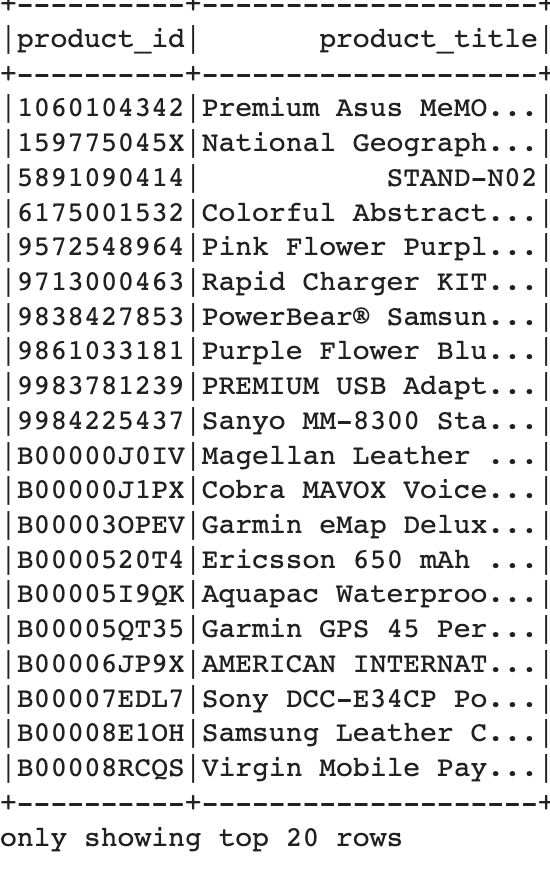 +----------+--------------------+
|product_id|       product_title|
+----------+--------------------+
|1060104342|Premium Asus MeMO...|
|159775045X|National Geograph...|
|5891090414|           STAND-N02|
|6175001532|Colorful Abstract...|
|9572548964|Pink Flower Purpl...|
|9713000463|Rapid Charger KIT...|
|9838427853|PowerBear® Samsun...|
|9861033181|Purple Flower Blu...|
|9983781239|PREMIUM USB Adapt...|
|9984225437|Sanyo MM-8300 Sta...|
|B00000J0IV|Magellan Leather ...|
|B00000J1PX|Cobra MAVOX Voice...|
|B00003OPEV|Garmin eMap Delux...|
|B0000520T4|Ericsson 650 mAh ...|
|B00005I9QK|Aquapac Waterproo...|
|B00005QT35|Garmin GPS 45 Per...|
|B00006JP9X|AMERICAN INTERNAT...|
|B00007EDL7|Sony DCC-E34CP Po...|
|B00008E1OH|Samsung Leather C...|
|B00008RCQS|Virgin Mobile Pay...|
+----------+--------------------+
only showing top 20 rows